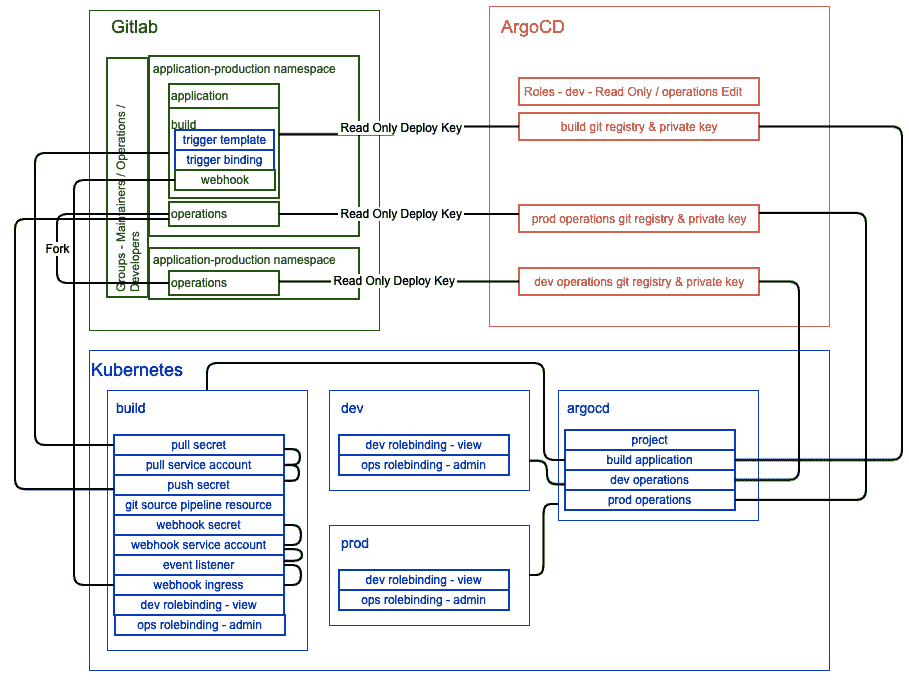 Gitlab
application-production namespace
application
build
trigger template
trigger binding
webhook
operations
application-production namespace
operations
Groups - Maintainers / Operations /
Developers
Fork
Read Only Deploy Key
Read Only Deploy Key
Read Only Deploy Key
ArgoCD
Roles - dev - Read Only / operations Edit
build git registry & private key
prod operations git registry & private key
dev operations git registry & private key
Kubernetes
build
pull secret
pull service account
push secret
git source pipeline resource
webhook secret
webhook service account
event listener
webhook ingress
dev rolebinding - view
ops rolebinding - admin
dev
dev rolebinding - view
ops rolebinding - admin
prod
dev rolebinding - view
ops rolebinding - admin
argocd
project
build application
dev operations
prod operations